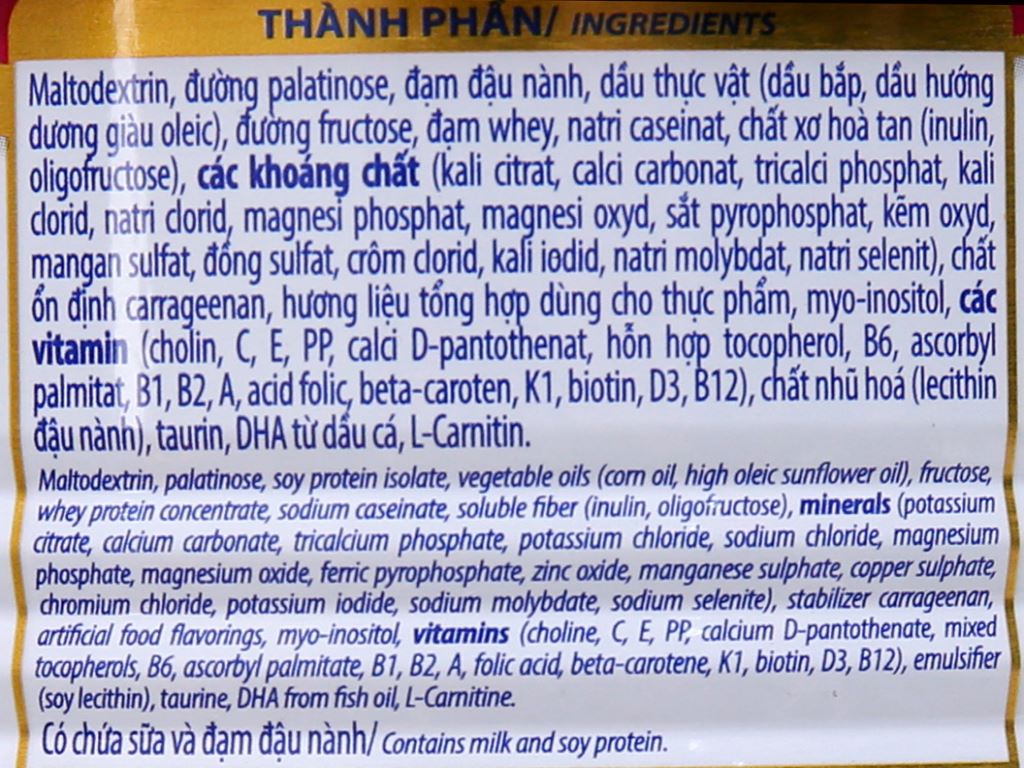 THÀNH PHẦN/ INGREDIENTS
Maltodextrin, đường palatinose, đạm đậu nành, dầu thực vật (dầu bắp, dầu hướng
dương giàu oleic), đường fructose, đạm whey, natri caseinat, chất xơ hoà tan (inulin,
oligofructose), các khoáng chất (kali citrat, calci carbonat, tricalci phosphat, kali
clorid, natri clorid, magnesi phosphat, magnesi oxyd, sắt pyrophosphat, kẽm oxyd,
mangan sulfat, đồng sulfat, crôm clorid, kali iodid, natri molybdat, natri selenit), chất
ổn định carrageenan, hương liệu tổng hợp dùng cho thực phẩm, myo-inositol, các
vitamin (cholin, C, E, PP, calci D-pantothenat, hỗn hợp tocopherol, B6, ascorbyl
palmitat, B1, B2, A, acid folic, beta-caroten, K1, biotin, D3, B12), chất nhũ hoá (lecithin
đậu nành), taurin, DHA từ dầu cá, L-Carnitin.
Maltodextrin, palatinose, soy protein isolate, vegetable oils (corn oil, high oleic sunflower oil), fructose,
whey protein concentrate, sodium caseinate, soluble fiber (inulin, oligofructose), minerals (potassium
citrate, calcium carbonate, tricalcium phosphate, potassium chloride, sodium chloride, magnesium
phosphate, magnesium oxide, ferric pyrophosphate, zinc oxide, manganese sulphate, copper sulphate,
chromium chloride, potassium iodide, sodium molybdate, sodium selenite), stabilizer carrageenan,
artificial food flavorings, myo-inositol, vitamins (choline, C, E, PP, calcium D-pantothenate, mixed
tocopherols, B6, ascorbyl palmitate, B1, B2, A, folic acid, beta-carotene, K1, biotin, D3, B12), emulsifier
(soy lecithin), taurine, DHA from fish oil, L-Carnitine.
Có chứa sữa và đạm đậu nành/ Contains milk and soy protein.